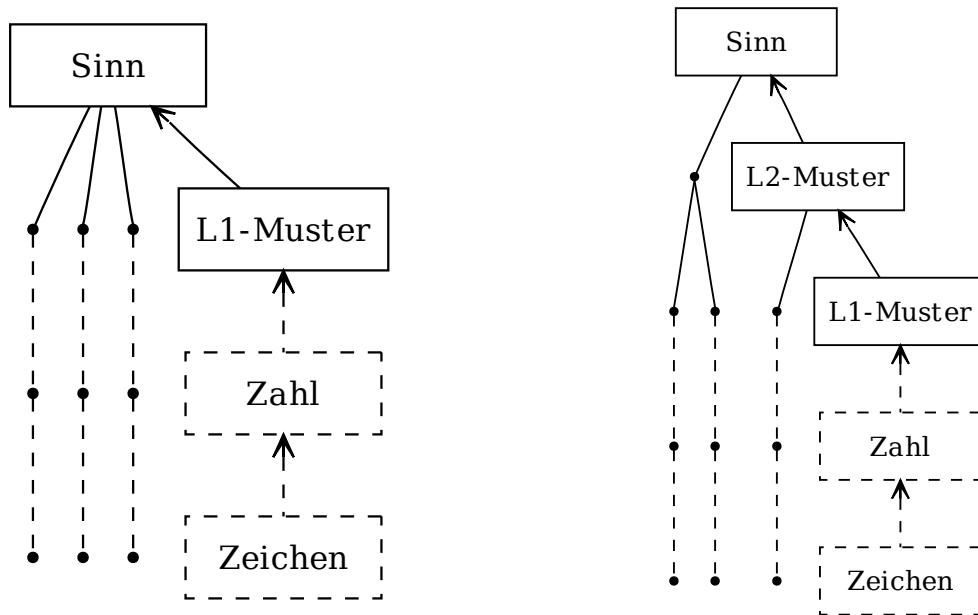 Sinn
L1-Muster
Zahl
Zeichen
Sinn
L2-Muster
L1-Muster
Zahl
Zeichen